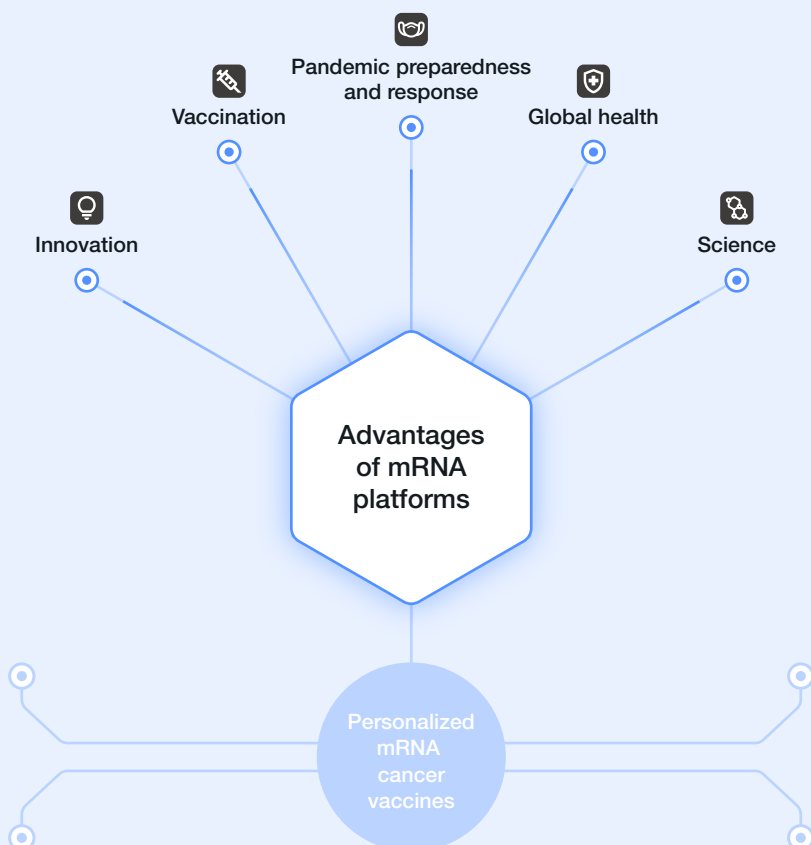 Pandemic preparedness
and response
Vaccination
Global health
Innovation
Science
Advantages
of mRNA
platforms
Personalized
mRNA
cancer
vaccines